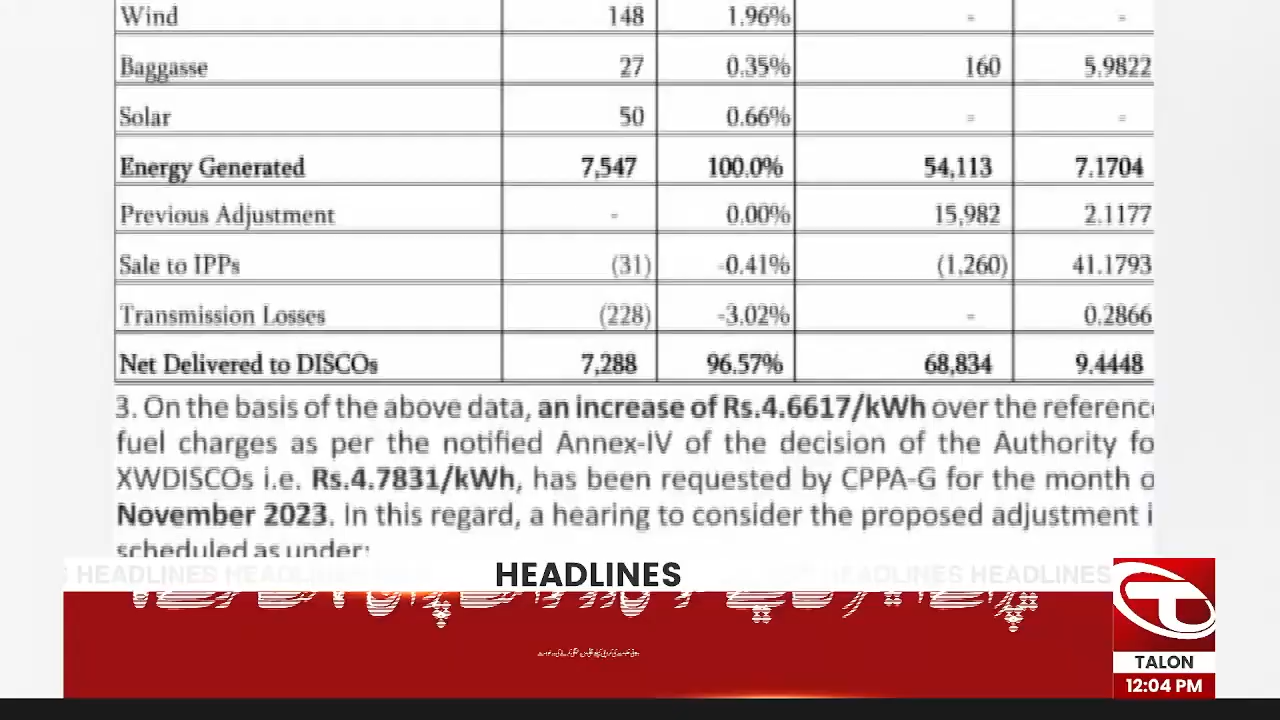 Wind 148 1.96% - -
Baggasse 27 0.35% 160 5.9822
Solar 50 0.66% - -
Energy Generated 7,547 100.0% 54,113 7.1704
Previous Adjustment - 0.00% 15,982 2.1177
Sale to IPPs (31) -0.41% (1,260) 41.1793
Transmission Losses (228) -3.02% - 0.2866
Net Delivered to DISCOs 7,288 96.57% 68,834 9.4448
3. On the basis of the above data, an increase of Rs.4.6617/kWh over the referenc
fuel charges as per the notified Annex-IV of the decision of the Authority fo
XWDISCOs i.e. Rs.4.7831/kWh, has been requested by CPPA-G for the month o
November 2023. In this regard, a hearing to consider the proposed adjustment i
scheduled as under:
HEADLINES HEADLINES HEADLINES HEADLINES HEADLINES
TALON
12:04 PM